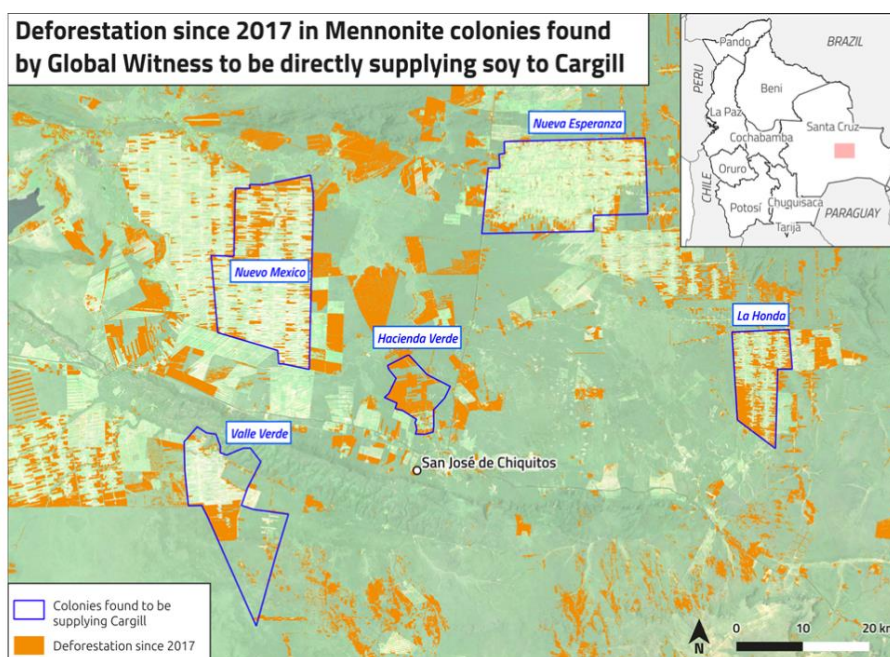 Deforestation since 2017 in Mennonite colonies found
by Global Witness to be directly supplying soy to Cargill
Pando
BRAZIL
PERU
Beni
La Paz
Santa Cruz
Cochabamba
Oruro
CHILE
Potosí
Chuguisaca
PARAGUAY
Tarija
Nueva Esperanza
Nuevo Mexico
La Honda
Hacienda Verde
Valle Verde
San José de Chiquitos
Colonies found to be
supplying Cargill
Deforestation since 2017
N
0 10 20 km